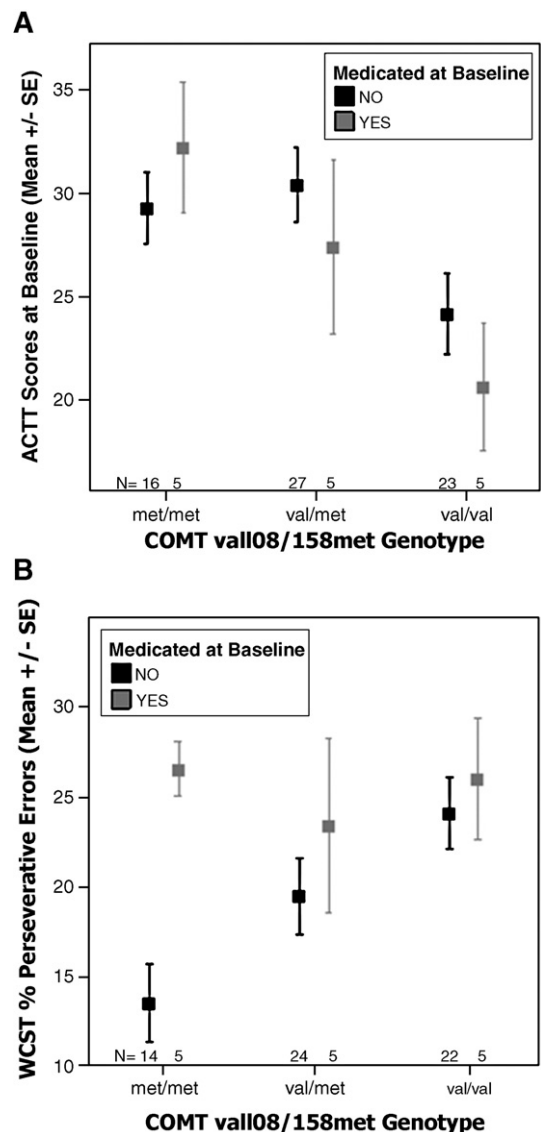 A
ACTT Scores at Baseline (Mean +/- SE)
Medicated at Baseline
NO
YES
35
30
25
20
N= 16 5 27 5 23 5
met/met val/met val/val
COMT vall08/158met Genotype
B
WCST % Perseverative Errors (Mean +/- SE)
Medicated at Baseline
NO
YES
30
25
20
15
10
N= 14 5 24 5 22 5
met/met val/met val/val
COMT vall08/158met Genotype